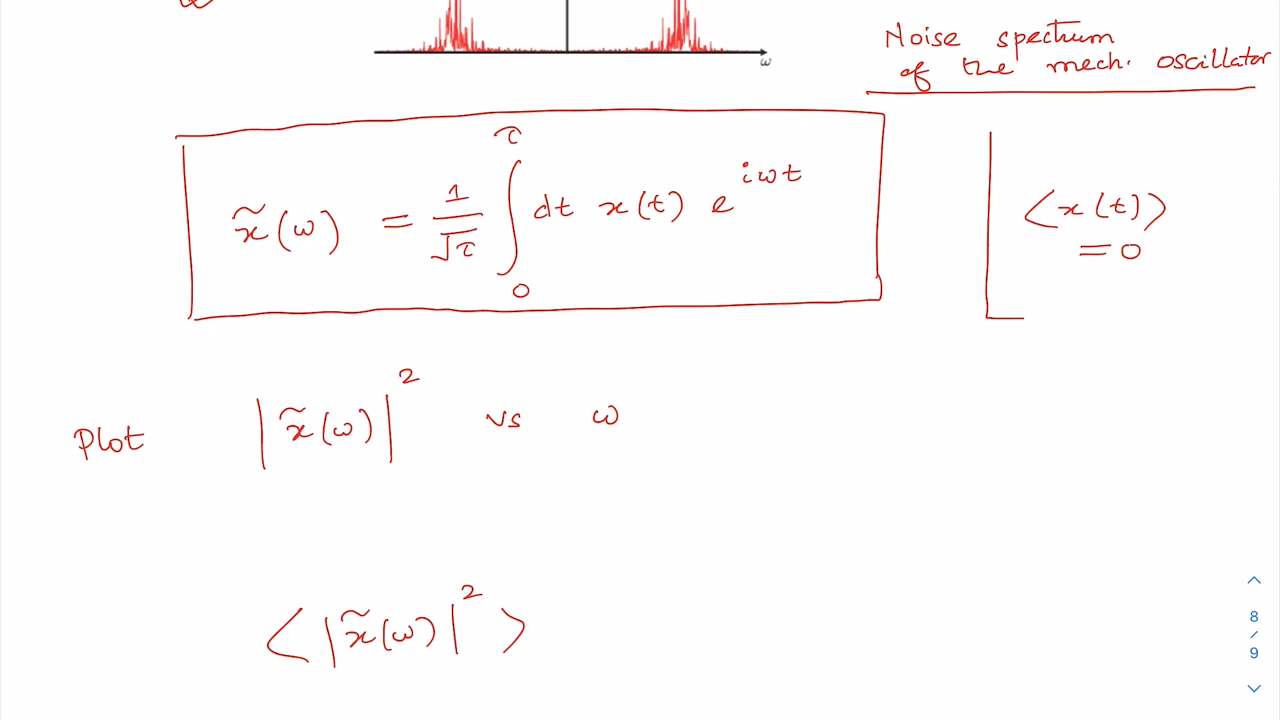 ω
Noise spectrum
of the mech. oscillator
x̃(ω) = 1/√τ ∫₀^τ dt x(t) e^{iωt}
⟨x(t)⟩
= 0
Plot |x̃(ω)|² vs ω
⟨|x̃(ω)|²⟩
8
/
9